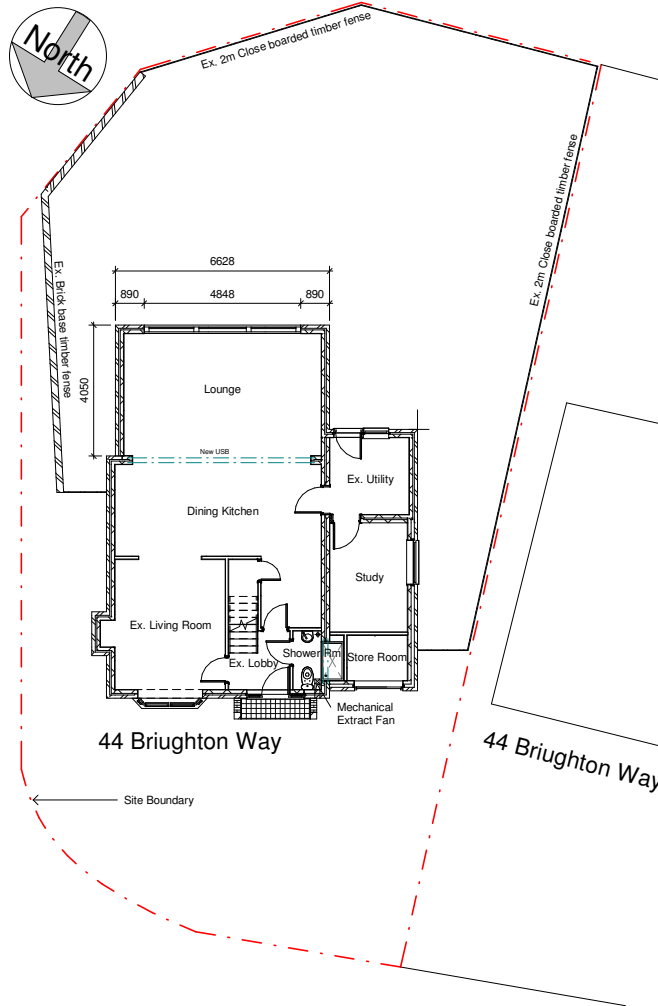 North
Ex. 2m Close boarded timber fense
Ex. 2m Close boarded timber fense
Ex. Brick base timber fense
6628
890
4848
890
4050
Lounge
New USB
Ex. Utility
Dining Kitchen
Study
Ex. Living Room
Ex. Lobby
Shower Rm
Store Room
Mechanical
Extract Fan
44 Briughton Way
44 Briughton Way
Site Boundary